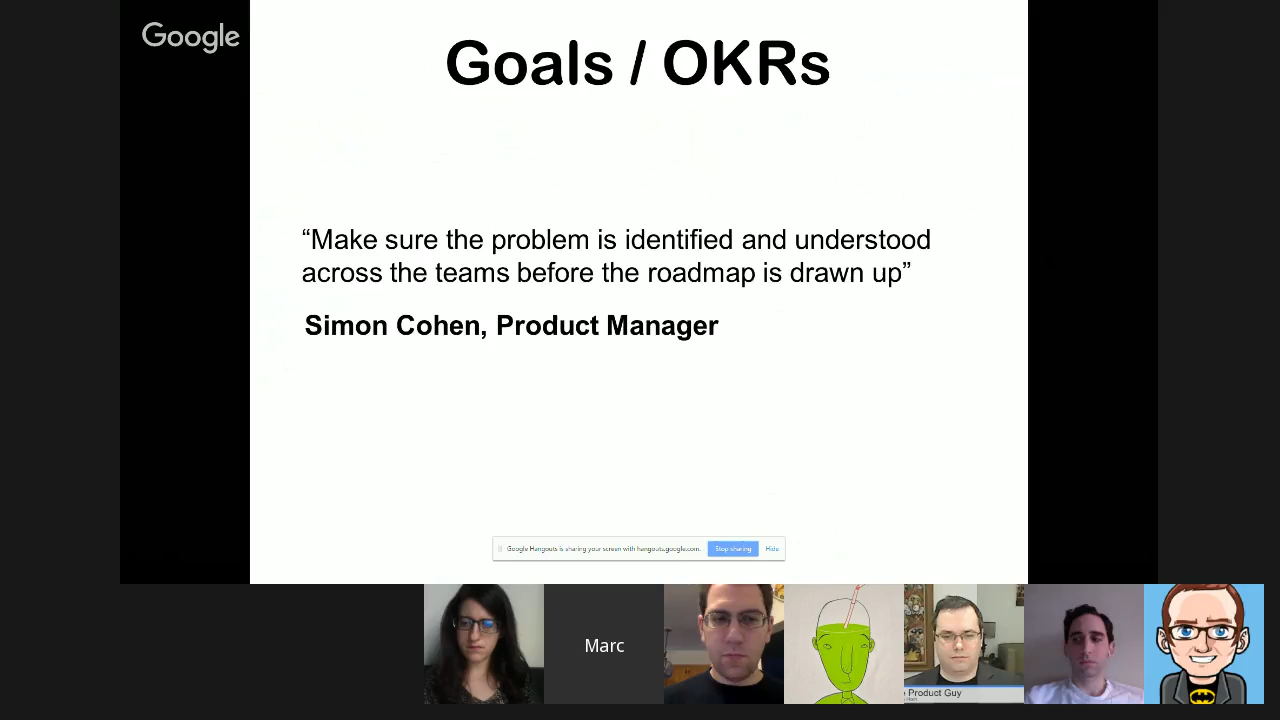 Google
Goals / OKRs
“Make sure the problem is identified and understood
across the teams before the roadmap is drawn up”
Simon Cohen, Product Manager
Google Hangouts is sharing your screen with hangouts.google.com.
Stop sharing
Hide
Marc
Product Guy